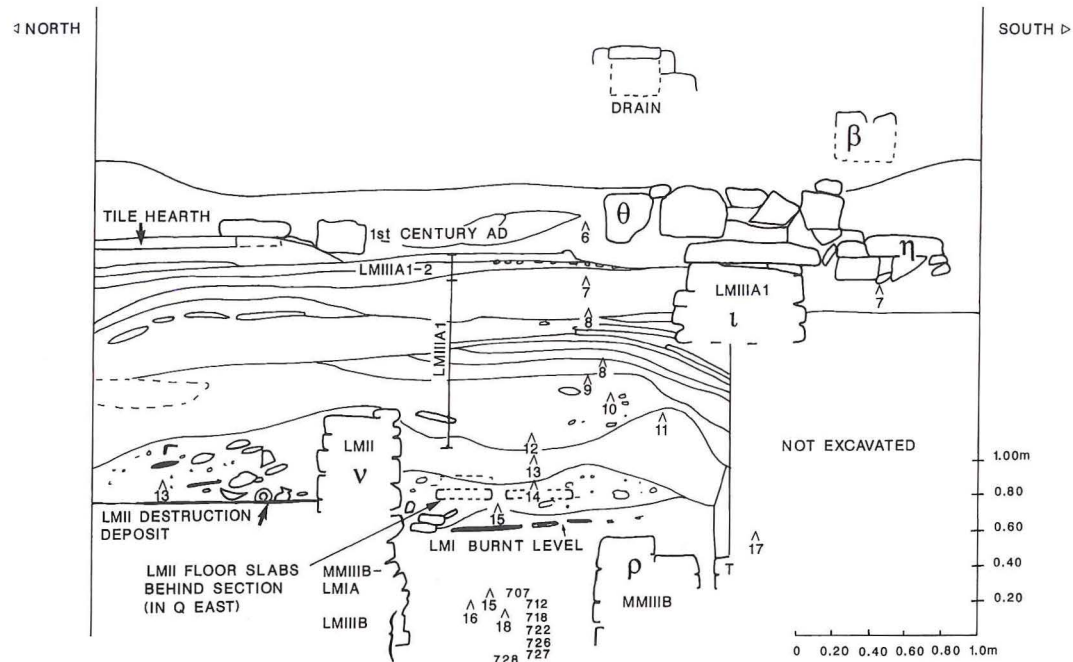 ◁ NORTH
SOUTH ▷
DRAIN
β
TILE HEARTH
θ
1st CENTURY AD
^ 6
η
LMIIIA1-2
^ 7
LMIIIA1
ι
^ 7
^ 8
LMIIIA1
^ 8
^ 9
^ 10
^ 11
NOT EXCAVATED
LMII
ν
^ 12
^ 13
^ 13
^ 14
^ 15
1.00m
0.80
0.60
0.40
0.20
LMII DESTRUCTION
DEPOSIT
LMI BURNT LEVEL
^ 17
LMII FLOOR SLABS
BEHIND SECTION
(IN Q EAST)
MMIIIB-
LMIA
LMIIIB
ρ
MMIIIB
T
^ 16
^ 15
^ 18
707
712
718
722
726
727
728
0 0.20 0.40 0.60 0.80 1.0m